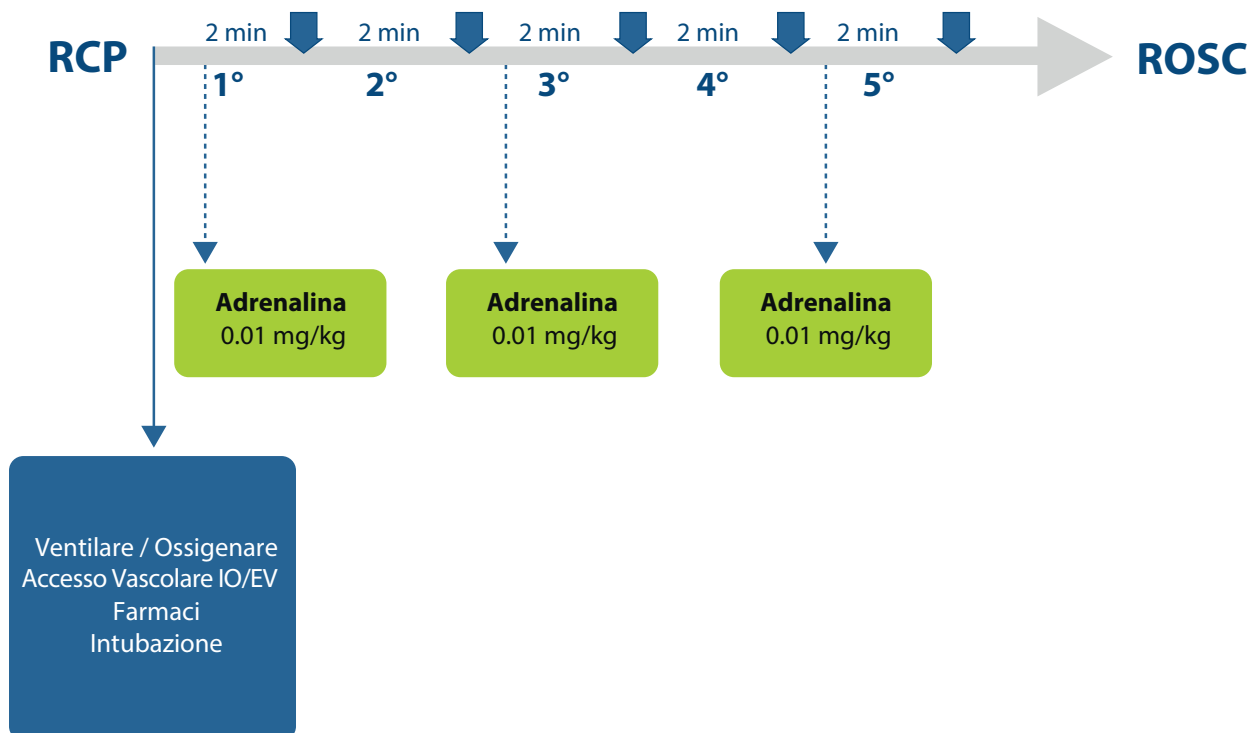 2 min 2 min 2 min 2 min 2 min
RCP
ROSC
1° 2° 3° 4° 5°
Adrenalina
0.01 mg/kg
Adrenalina
0.01 mg/kg
Adrenalina
0.01 mg/kg
Ventilare / Ossigenare
Accesso Vascolare IO/EV
Farmaci
Intubazione